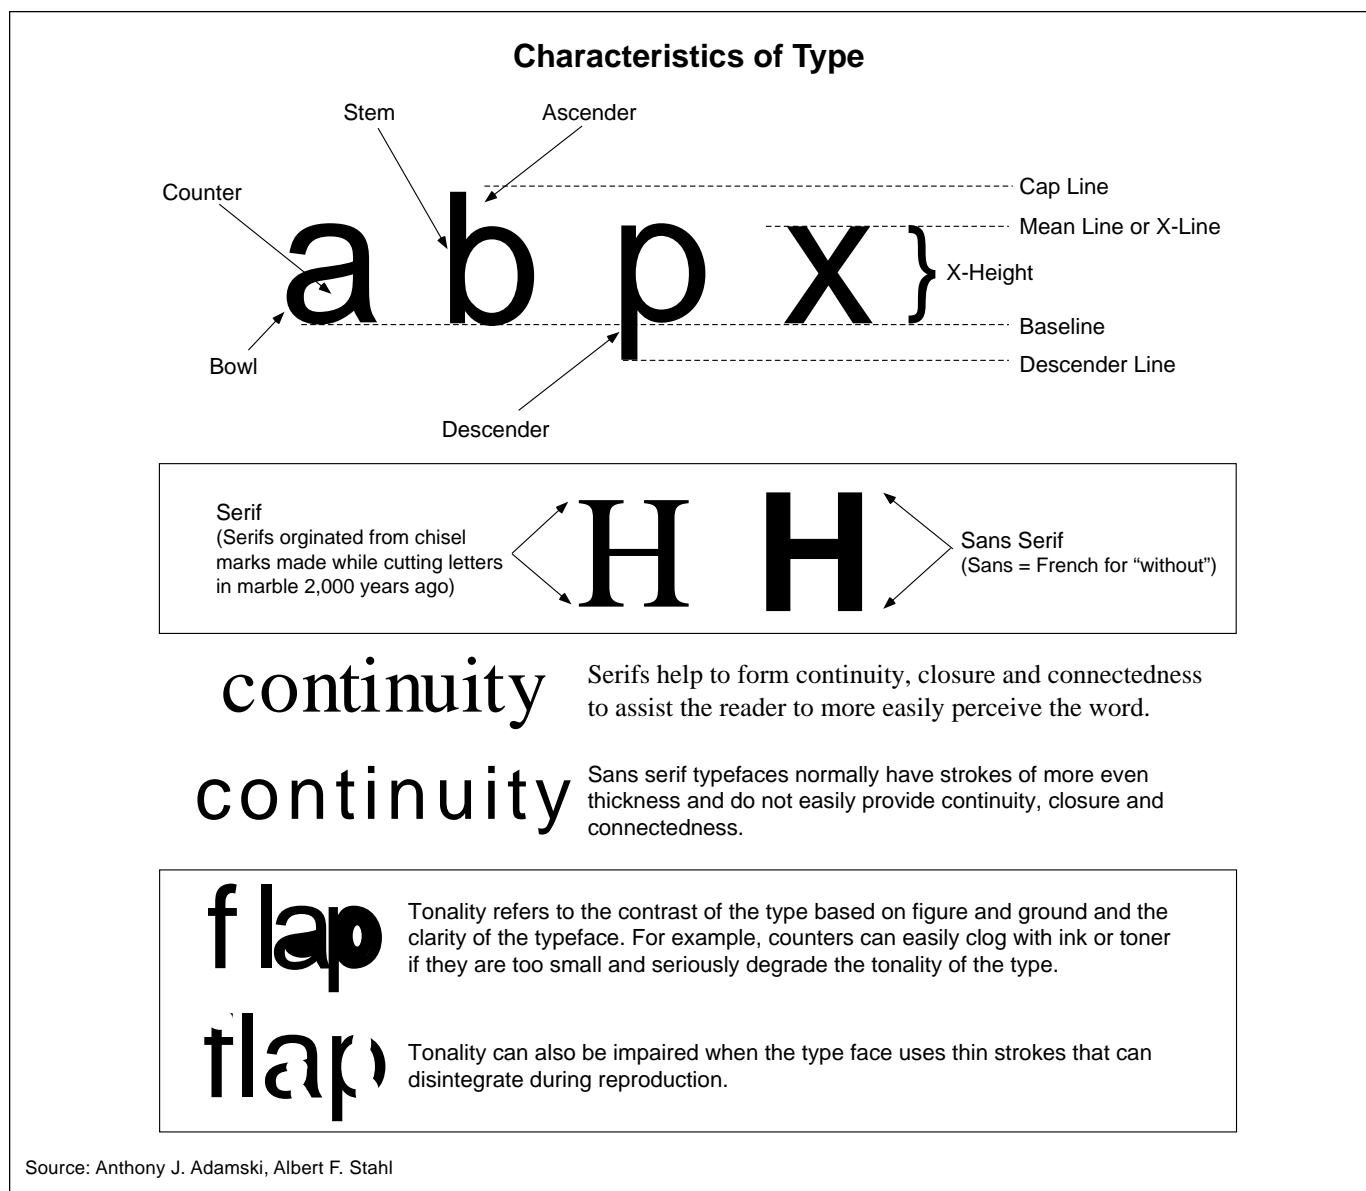 Characteristics of Type
Stem
Ascender
Counter
Cap Line
a b p x
Mean Line or X-Line
X-Height
Baseline
Bowl
Descender Line
Descender
Serif
(Serifs orginated from chisel
marks made while cutting letters
in marble 2,000 years ago)
H H
Sans Serif
(Sans = French for “without”)
continuity
Serifs help to form continuity, closure and connectedness
to assist the reader to more easily perceive the word.
continuity
Sans serif typefaces normally have strokes of more even
thickness and do not easily provide continuity, closure and
connectedness.
flap
Tonality refers to the contrast of the type based on figure and ground and the
clarity of the typeface. For example, counters can easily clog with ink or toner
if they are too small and seriously degrade the tonality of the type.
flap
Tonality can also be impaired when the type face uses thin strokes that can
disintegrate during reproduction.
Source: Anthony J. Adamski, Albert F. Stahl